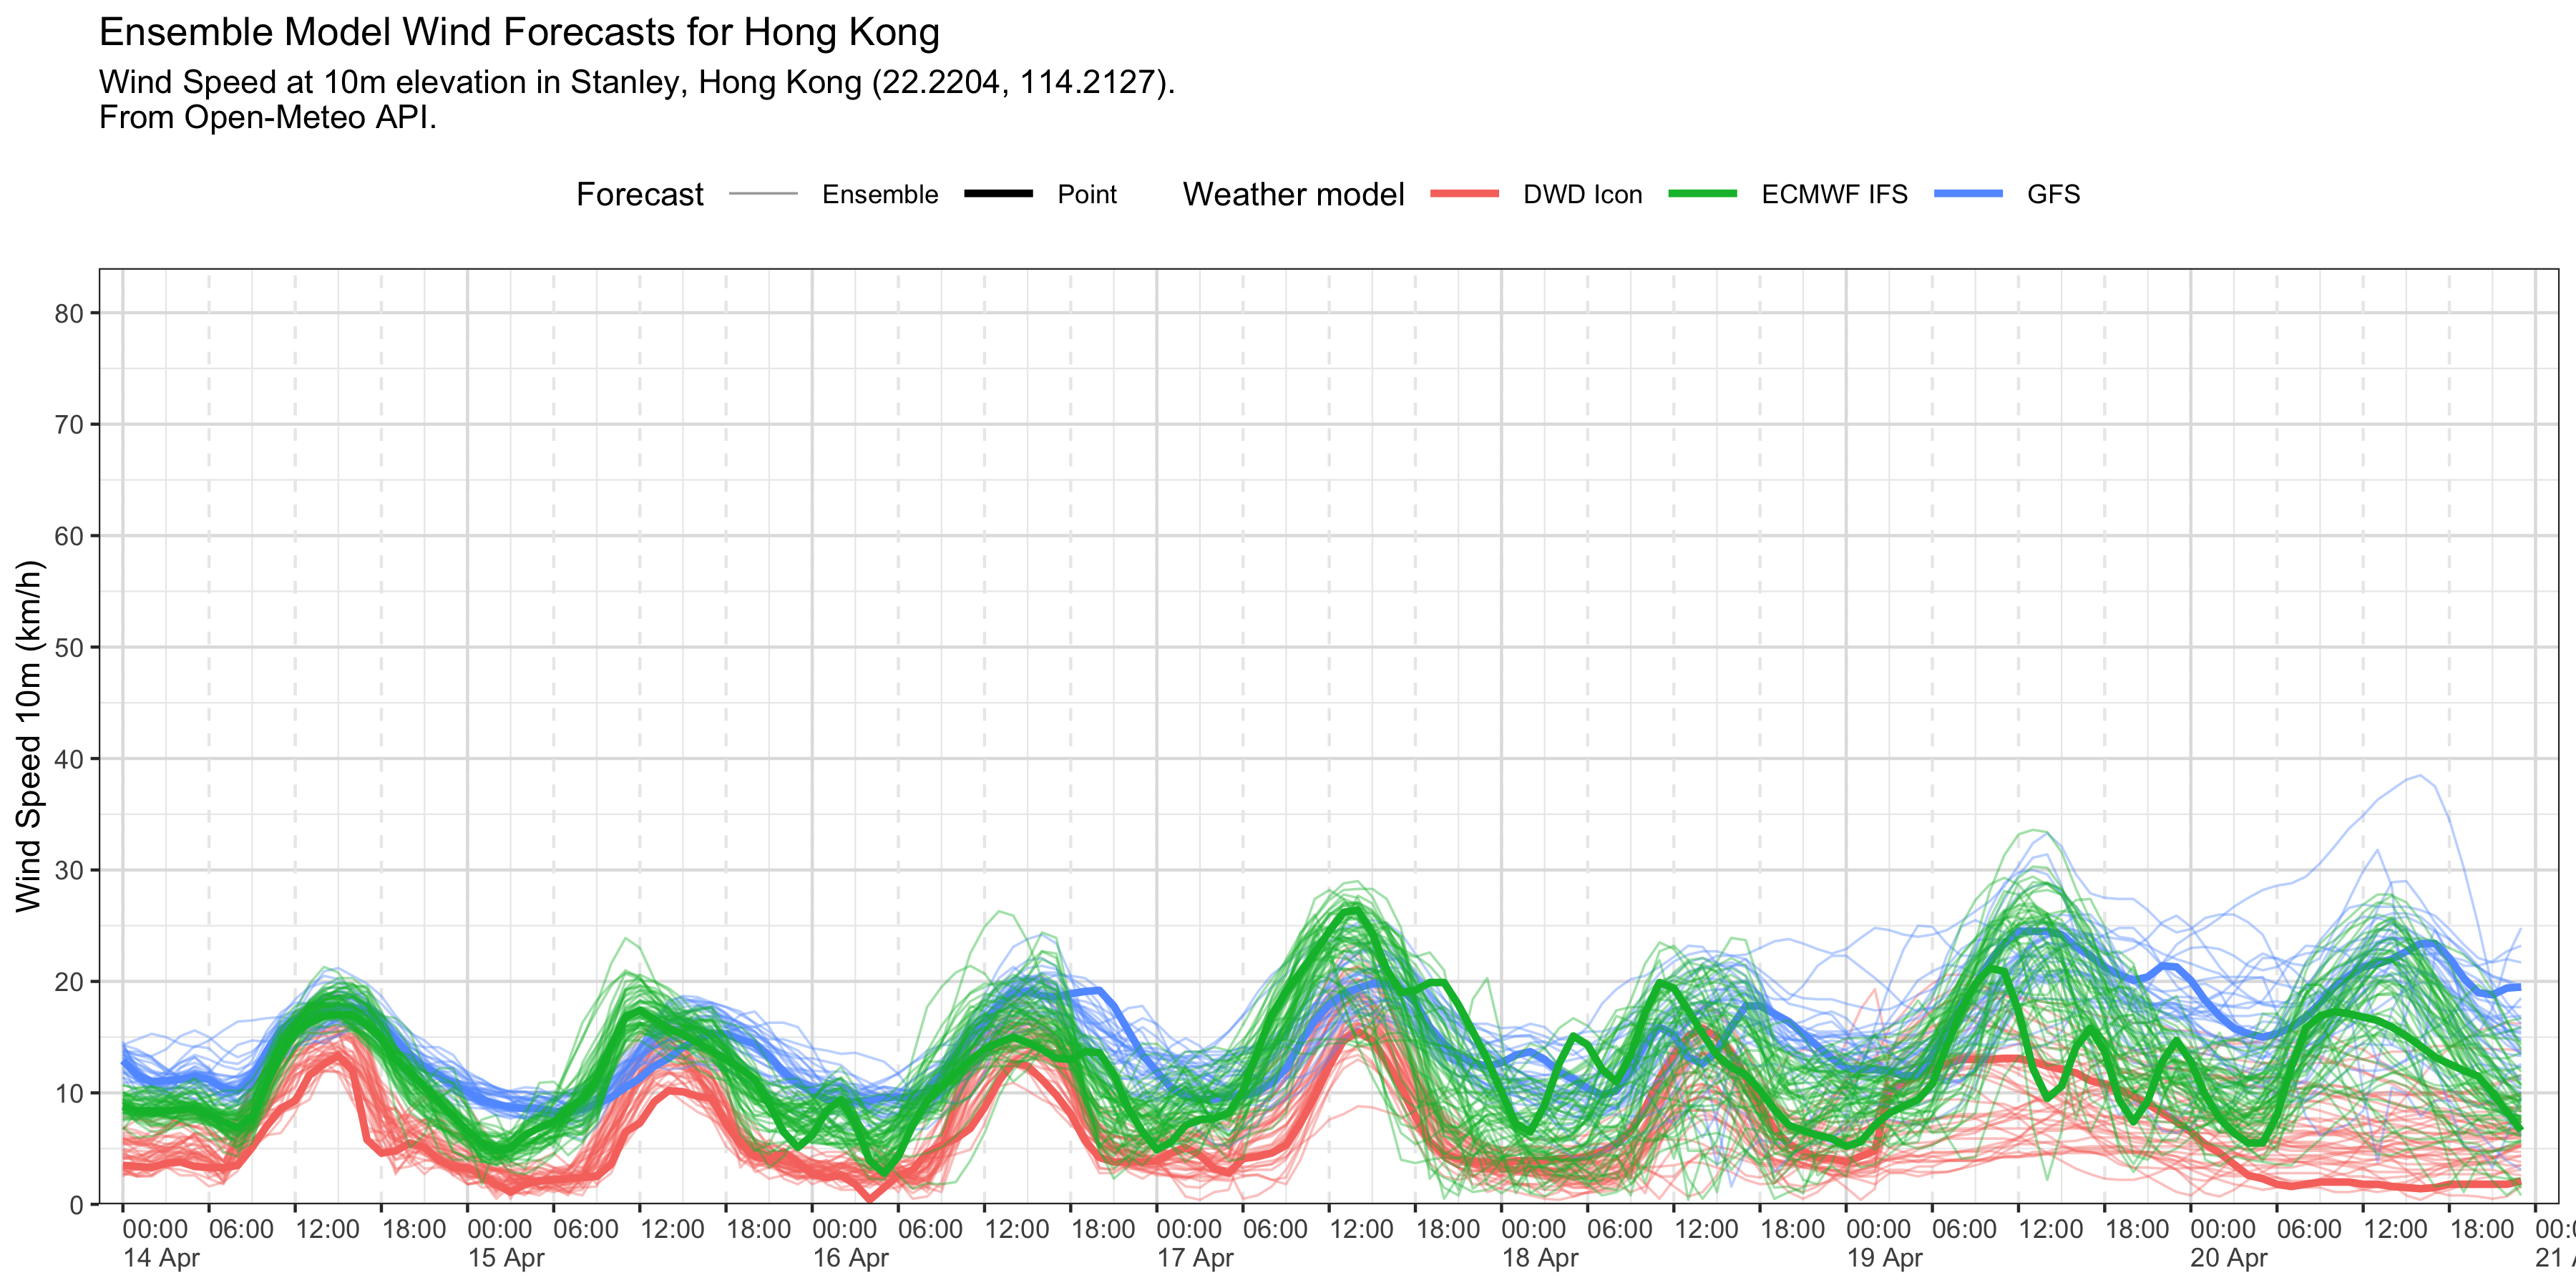 Ensemble Model Wind Forecasts for Hong Kong
Wind Speed at 10m elevation in Stanley, Hong Kong (22.2204, 114.2127).
From Open-Meteo API.
Forecast Ensemble Point Weather model DWD Icon ECMWF IFS GFS
Wind Speed 10m (km/h)
80
70
60
50
40
30
20
10
0
00:00 06:00 12:00 18:00 00:00 06:00 12:00 18:00 00:00 06:00 12:00 18:00 00:00 06:00 12:00 18:00 00:00 06:00 12:00 18:00 00:00 06:00 12:00 18:00 00:00 06:00 12:00 18:00
14 Apr 15 Apr 16 Apr 17 Apr 18 Apr 19 Apr 20 Apr 21